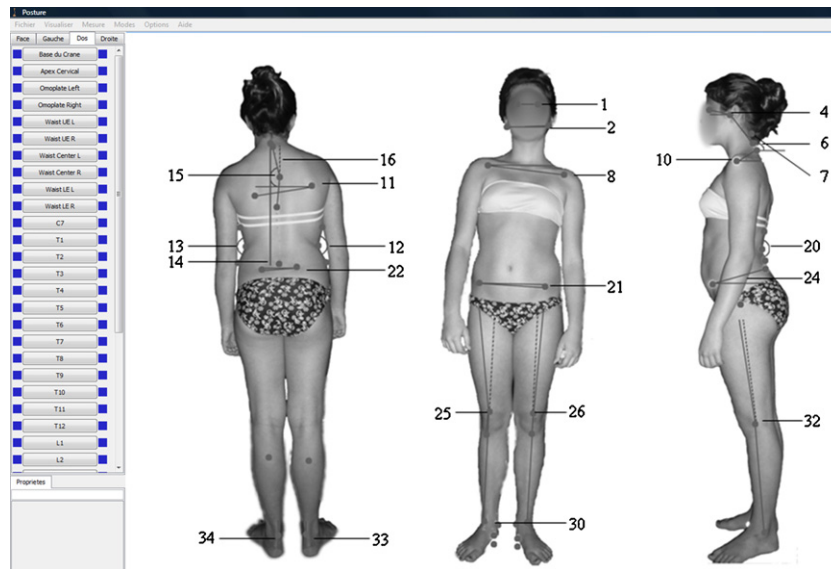 Posture
Fichier Visualiser Mesure Modes Options Aide
Face Gauche Dos Droite
Base du Crane
Apex Cervical
Omoplate Left
Omoplate Right
Waist UE L
Waist UE R
Waist Center L
Waist Center R
Waist LE L
Waist LE R
C7
T1
T2
T3
T4
T5
T6
T7
T8
T9
T10
T11
T12
L1
L2
Proprietes
16
15
11
13
12
14
22
34
33
1
2
8
21
25
26
30
4
6
10
7
20
24
32